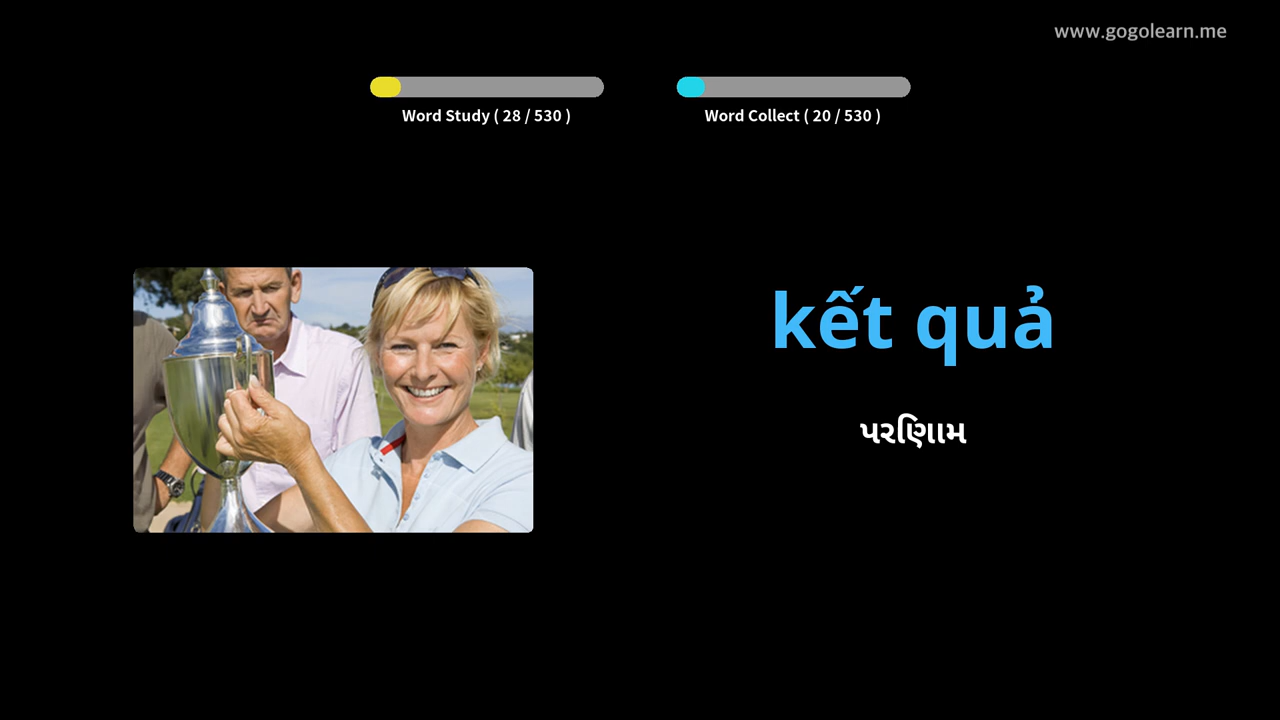 www.gogolearn.me
Word Study ( 28 / 530 )
Word Collect ( 20 / 530 )
kết quả
પરિણામ